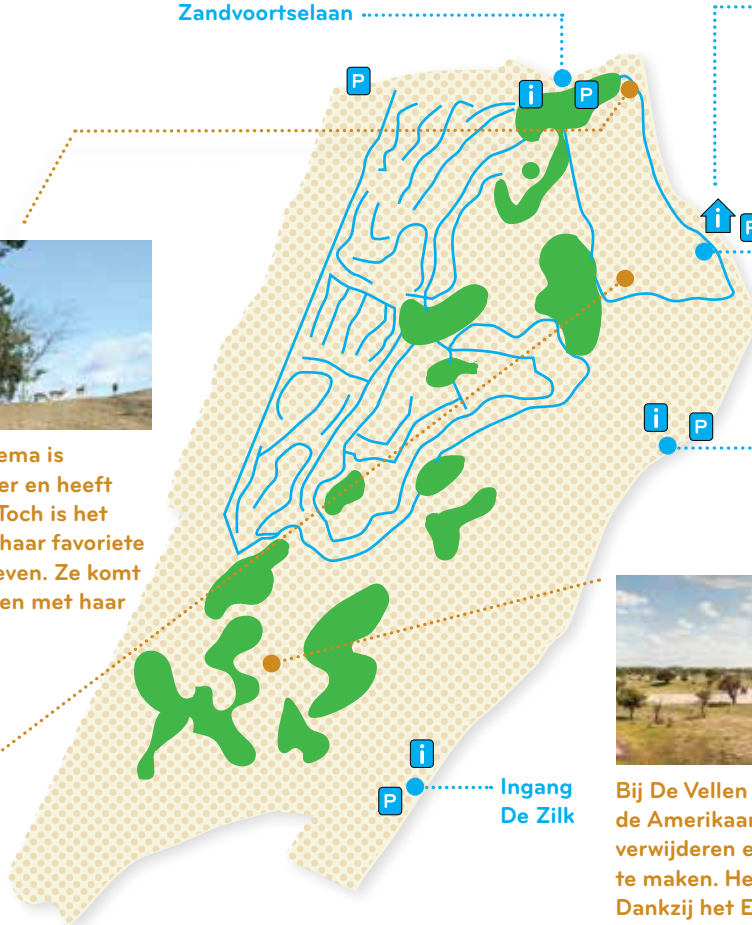 Zandvoortselaan
P
i
P
i
P
i
P
ema is
er en heeft
Toch is het
haar favoriete
even. Ze komt
en met haar
i
P
Ingang
De Zilk
Bij De Vellen
de Amerikaan
verwijderen e
te maken. He
Dankzij het E